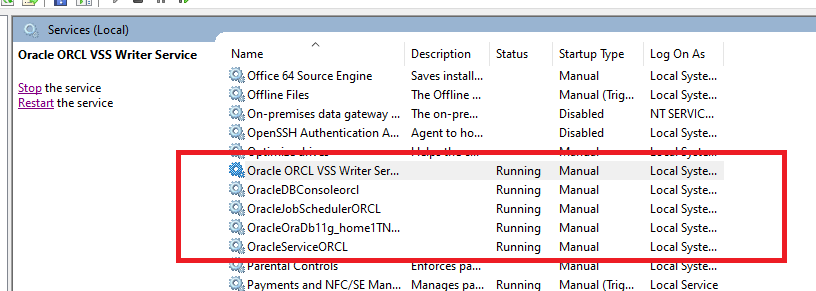 Services (Local)
Oracle ORCL VSS Writer Service
Stop the service
Restart the service
Name Description Status Startup Type Log On As
Office 64 Source Engine Saves install... Manual Local Syste...
Offline Files The Offline ... Manual (Trig... Local Syste...
On-premises data gateway ... The on-pre... Disabled NT SERVIC...
OpenSSH Authentication A... Agent to ho... Disabled Local Syste...
Optimize drives Helps the c... Manual Local Syste...
Oracle ORCL VSS Writer Ser... Running Manual Local Syste...
OracleDBConsoleorcl Running Manual Local Syste...
OracleJobSchedulerORCL Running Manual Local Syste...
OracleOraDb11g_home1TN... Running Manual Local Syste...
OracleServiceORCL Running Manual Local Syste...
Parental Controls Enforces pa... Manual Local Syste...
Payments and NFC/SE Man... Manages pa... Running Manual (Trig... Local Service